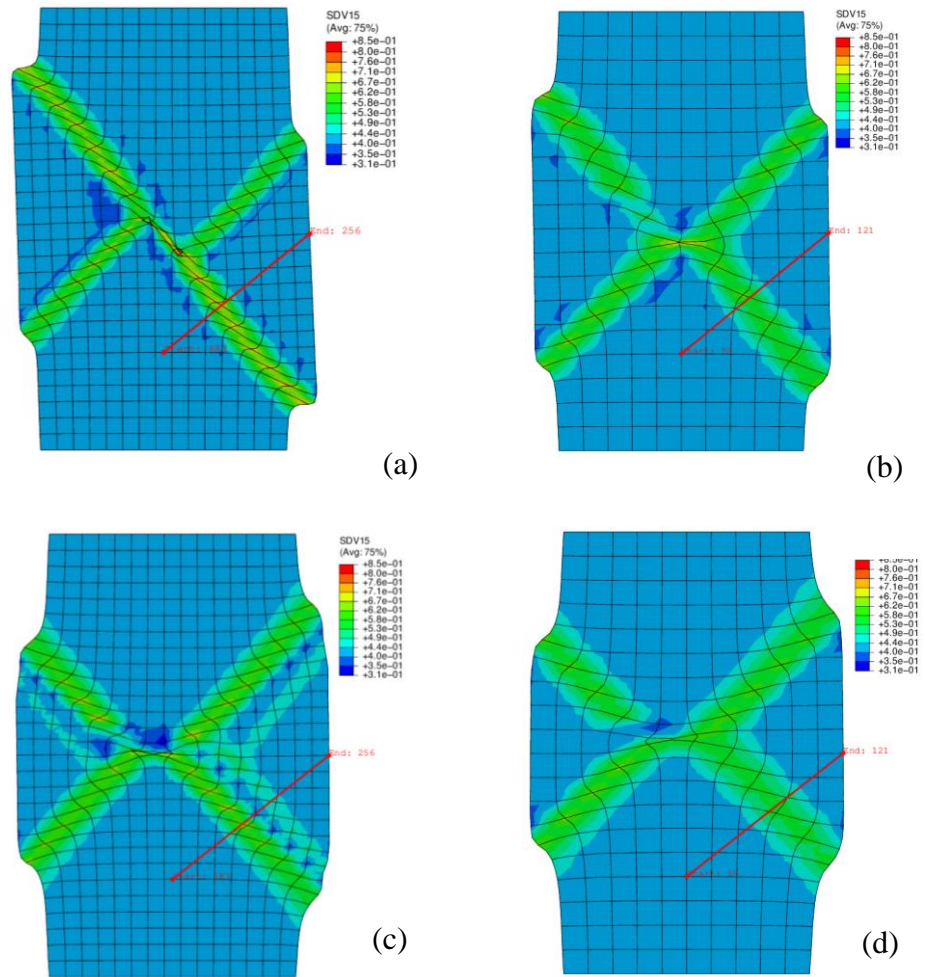 SDV15
(Avg: 75%)
+8.5e-01
+8.0e-01
+7.6e-01
+7.1e-01
+6.7e-01
+6.2e-01
+5.8e-01
+5.3e-01
+4.9e-01
+4.4e-01
+4.0e-01
+3.5e-01
+3.1e-01
End: 256
(a)
SDV15
(Avg: 75%)
+8.5e-01
+8.0e-01
+7.6e-01
+7.1e-01
+6.7e-01
+6.2e-01
+5.8e-01
+5.3e-01
+4.9e-01
+4.4e-01
+4.0e-01
+3.5e-01
+3.1e-01
End: 121
(b)
SDV15
(Avg: 75%)
+8.5e-01
+8.0e-01
+7.6e-01
+7.1e-01
+6.7e-01
+6.2e-01
+5.8e-01
+5.3e-01
+4.9e-01
+4.4e-01
+4.0e-01
+3.5e-01
+3.1e-01
End: 256
(c)
+8.0e-01
+7.6e-01
+7.1e-01
+6.7e-01
+6.2e-01
+5.8e-01
+5.3e-01
+4.9e-01
+4.4e-01
+4.0e-01
+3.5e-01
+3.1e-01
End: 121
(d)